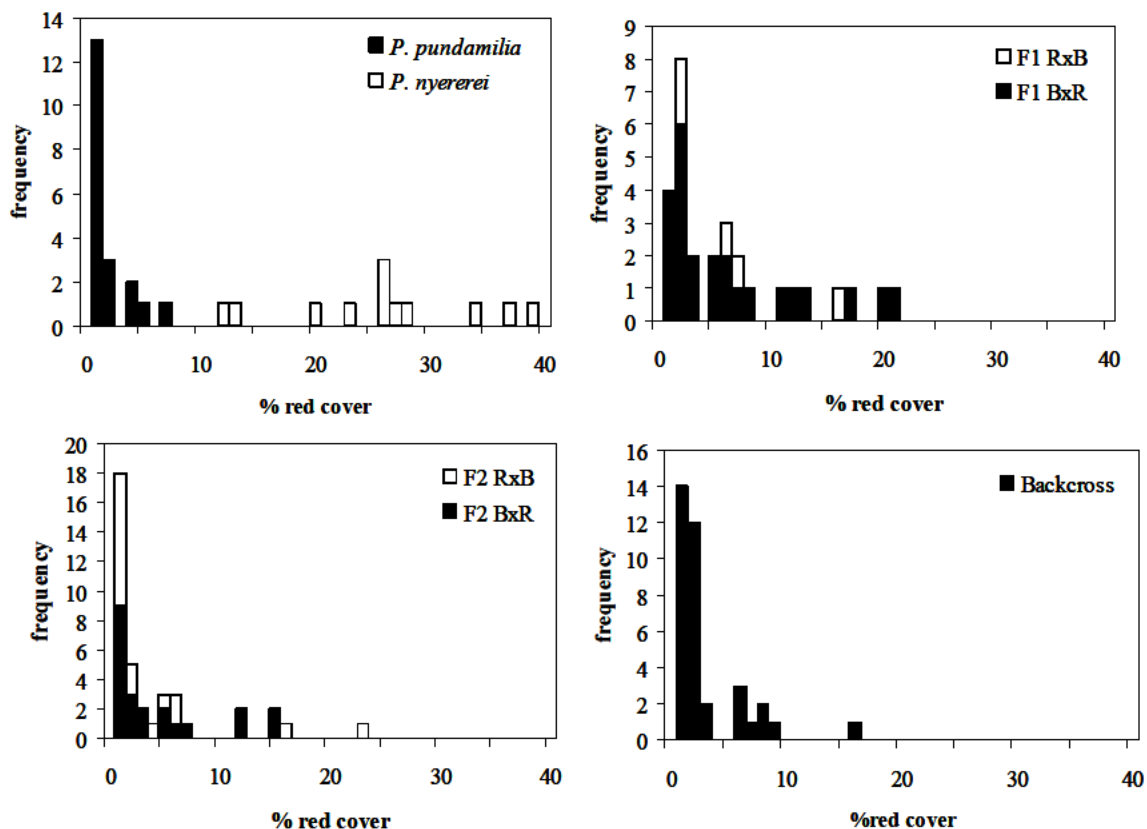 14
12
10
8
6
4
2
0
frequency
P. pundamilia
P. nyererei
0 10 20 30 40
% red cover
9
8
7
6
5
4
3
2
1
0
frequency
F1 RxB
F1 BxR
0 10 20 30 40
% red cover
20
18
16
14
12
10
8
6
4
2
0
frequency
F2 RxB
F2 BxR
0 10 20 30 40
% red cover
16
14
12
10
8
6
4
2
0
frequency
Backcross
0 10 20 30 40
%red cover